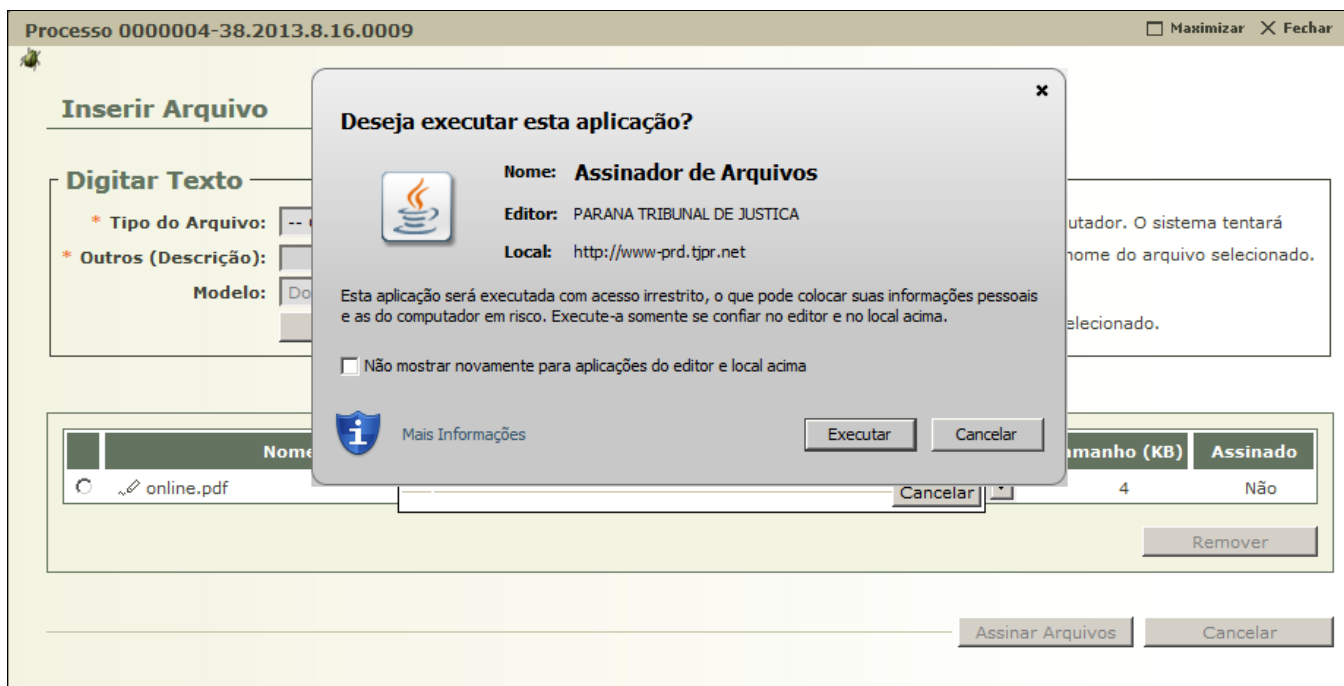 Processo 0000004-38.2013.8.16.0009
Maximizar
Fechar
Inserir Arquivo
Deseja executar esta aplicação?
Nome: Assinador de Arquivos
Editor: PARANA TRIBUNAL DE JUSTICA
Local: http://www-prd.tjpr.net
Esta aplicação será executada com acesso irrestrito, o que pode colocar suas informações pessoais
e as do computador em risco. Execute-a somente se confiar no editor e no local acima.
Não mostrar novamente para aplicações do editor e local acima
Mais Informações
Executar
Cancelar
Digitar Texto
* Tipo do Arquivo: --
* Outros (Descrição):
Modelo: Do
utador. O sistema tentará
nome do arquivo selecionado.
elecionado.
Nome
amanho (KB)
Assinado
online.pdf
4
Não
Cancelar
Remover
Assinar Arquivos
Cancelar